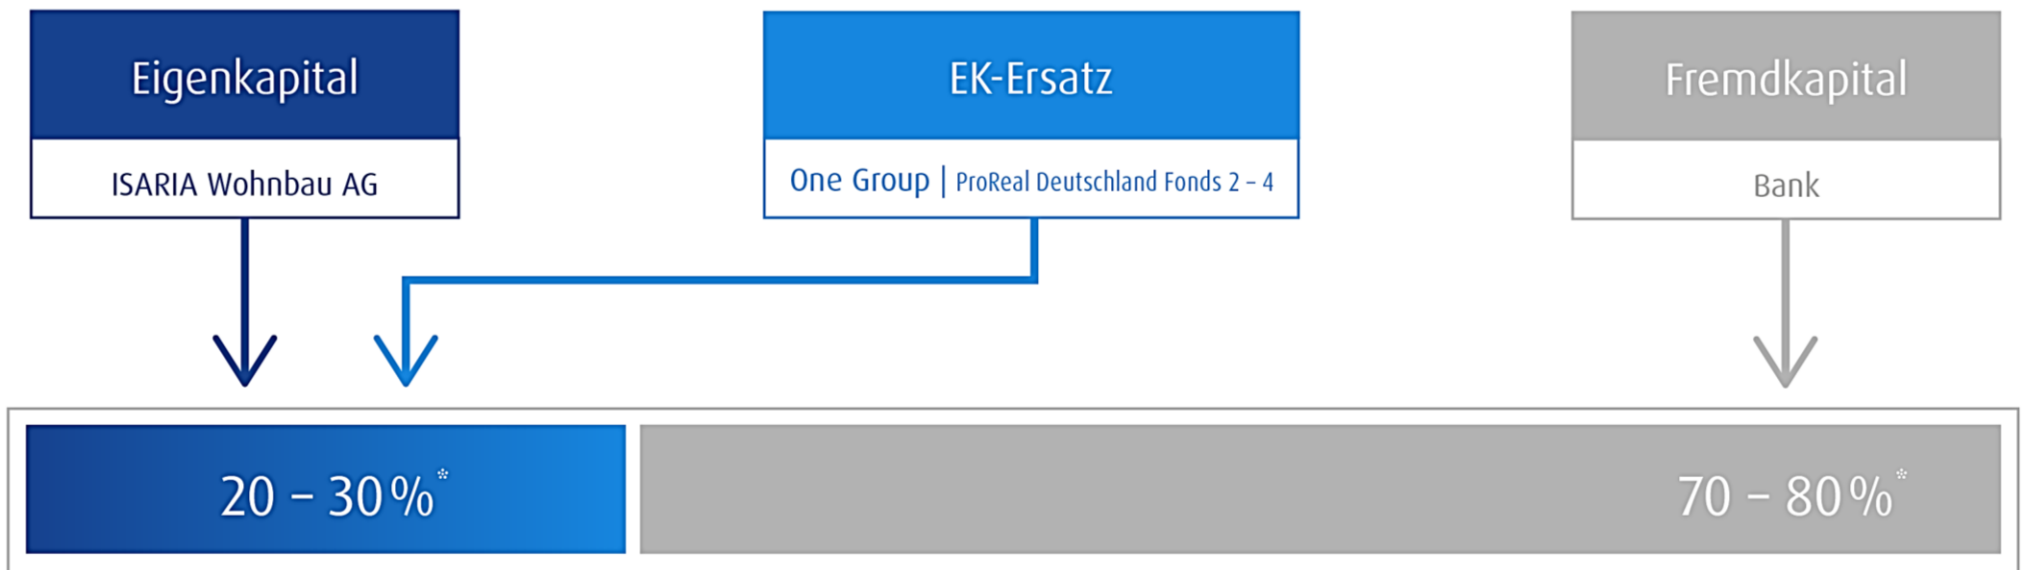 Eigenkapital
EK-Ersatz
Fremdkapital
ISARIA Wohnbau AG
One Group | ProReal Deutschland Fonds 2 – 4
Bank
20 – 30 %*
70 – 80 %*